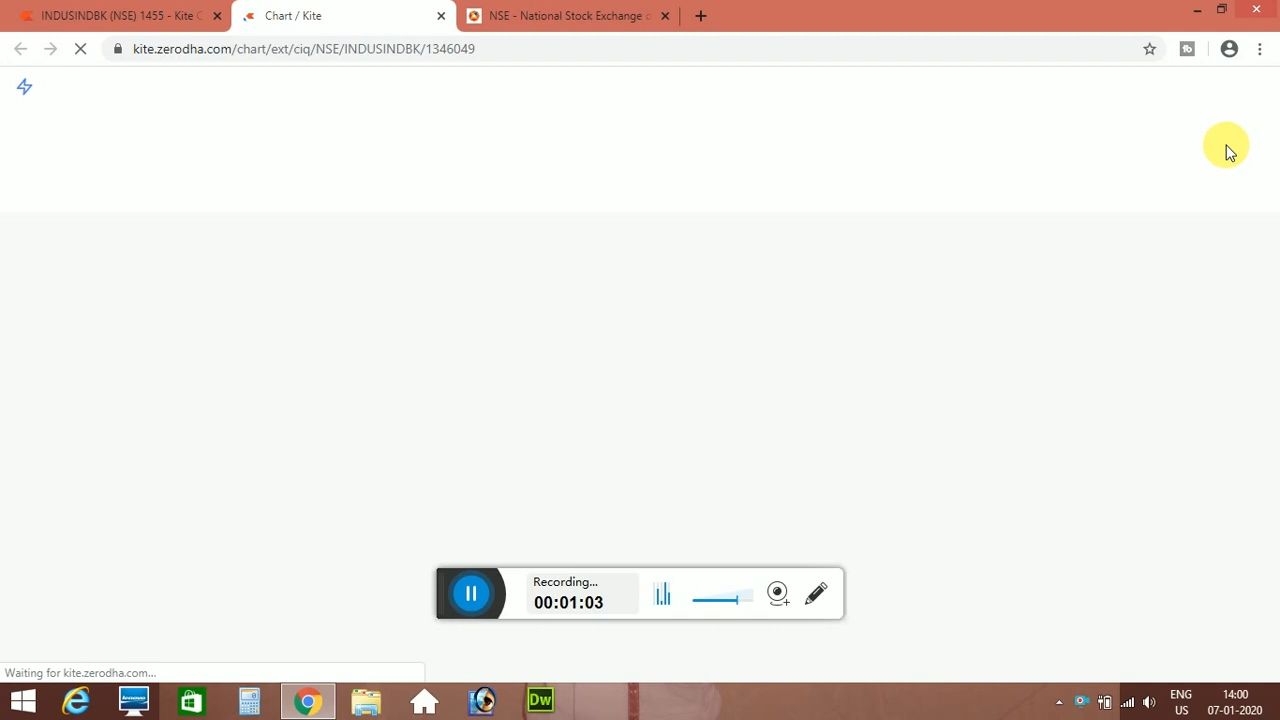 INDUSINDBK (NSE) 1455 - Kite C
Chart / Kite
NSE - National Stock Exchange o
kite.zerodha.com/chart/ext/ciq/NSE/INDUSINDBK/1346049
Recording...
00:01:03
Waiting for kite.zerodha.com...
Dw
ENG
US
14:00
07-01-2020